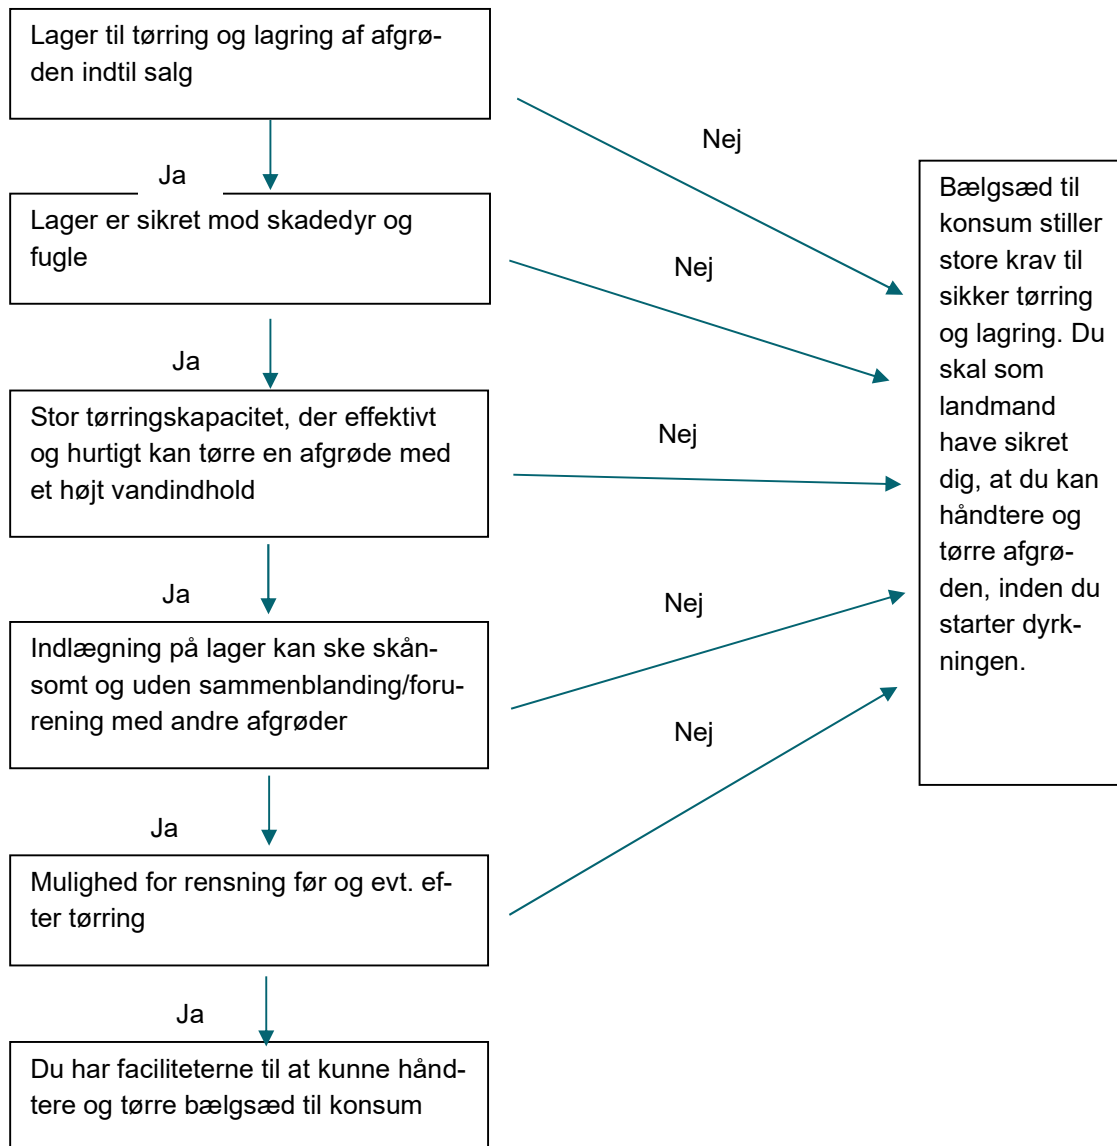 Lager til tørring og lagring af afgrø-
den indtil salg
Nej
Ja
Lager er sikret mod skadedyr og
fugle
Nej
Ja
Stor tørringskapacitet, der effektivt
og hurtigt kan tørre en afgrøde med
et højt vandindhold
Nej
Ja
Indlægning på lager kan ske skån-
somt og uden sammenblanding/foru-
rening med andre afgrøder
Nej
Ja
Mulighed for rensning før og evt. ef-
ter tørring
Nej
Ja
Du har faciliteterne til at kunne hånd-
tere og tørre bælgsæd til konsum
Bælgsæd til
konsum stiller
store krav til
sikker tørring
og lagring. Du
skal som
landmand
have sikret
dig, at du kan
håndtere og
tørre afgrø-
den, inden du
starter dyrk-
ningen.